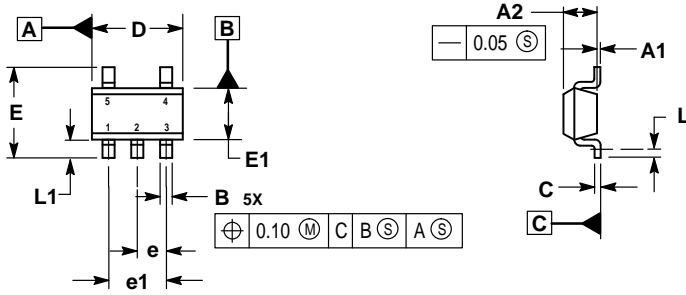 A
D
B
A2
— 0.05 Ⓢ
A1
E
5 4
1 2 3
E1
L
L1
B 5X
C
⌖ 0.10 Ⓜ C B Ⓢ A Ⓢ
C
e
e1